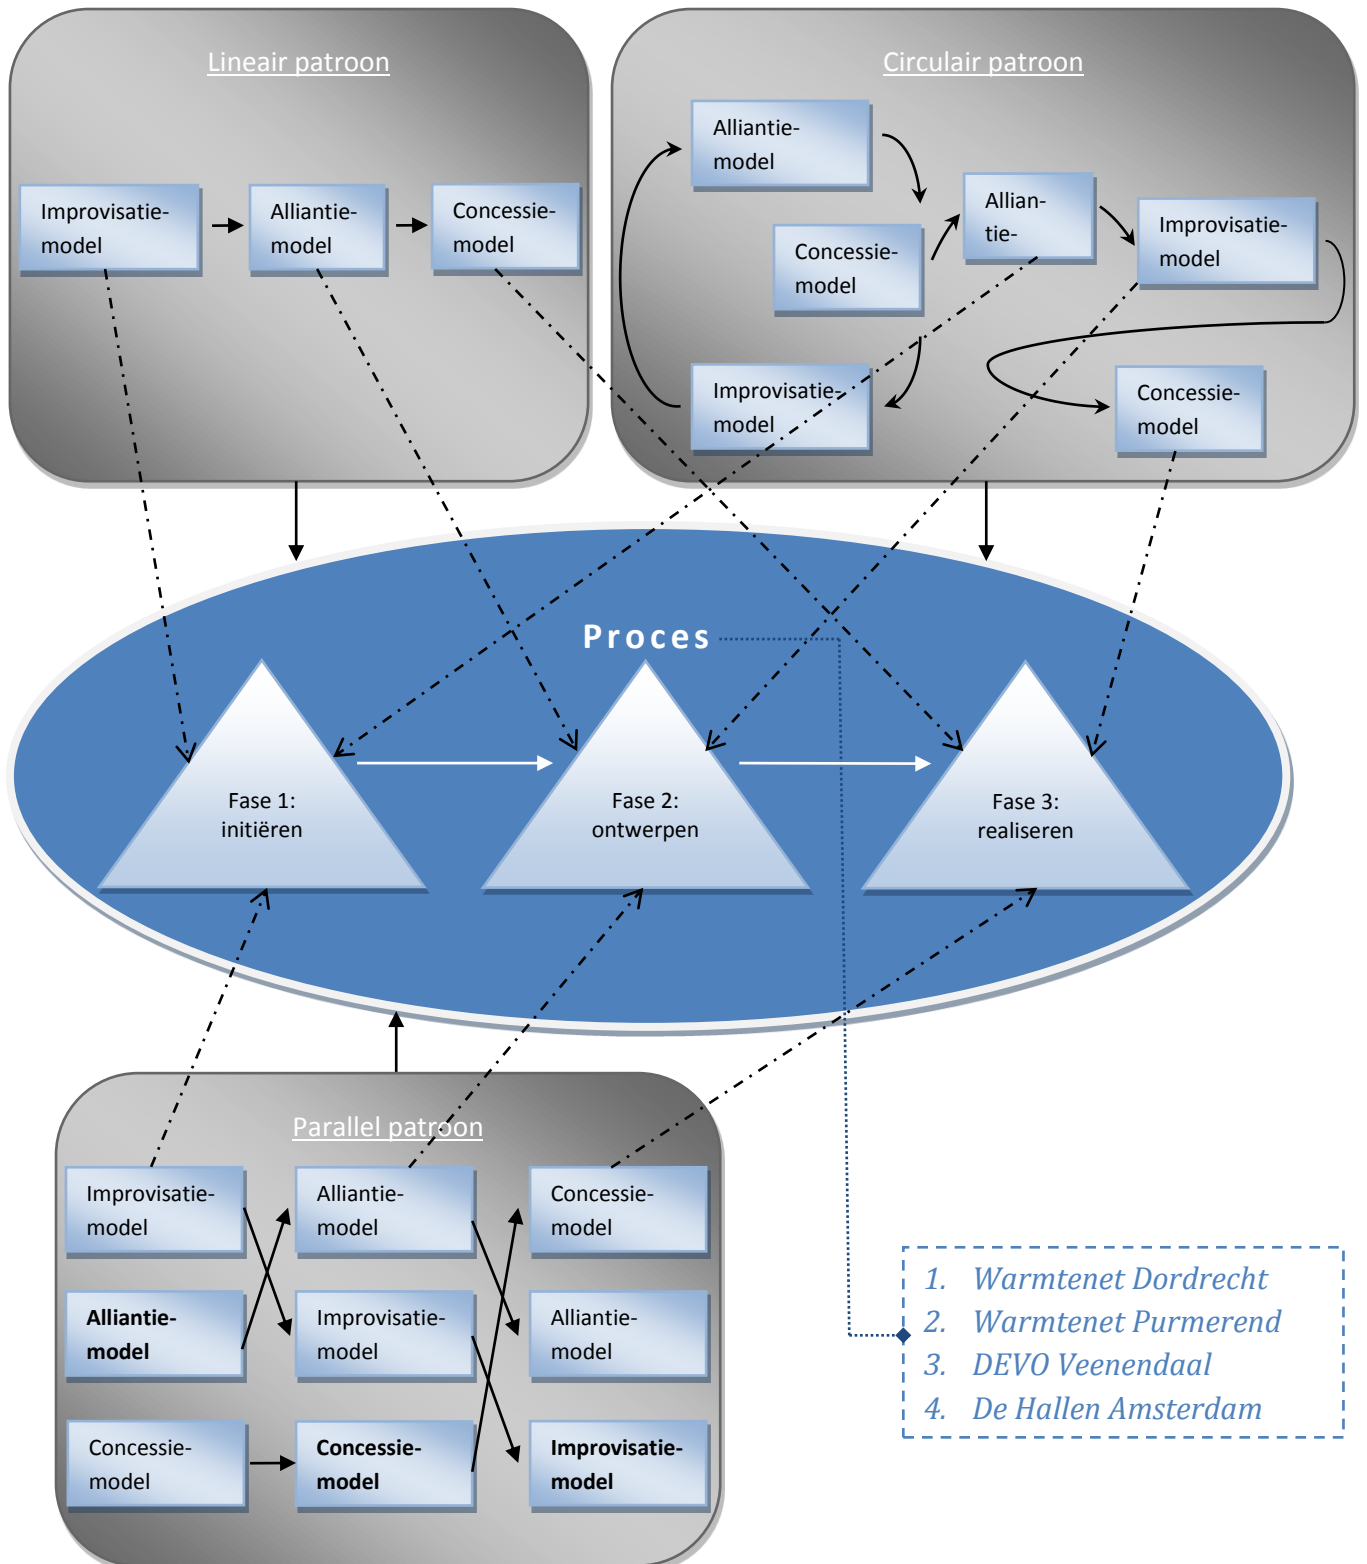 Lineair patroon
Improvisatie-
model
Alliantie-
model
Concessie-
model
Circulair patroon
Alliantie-
model
Concessie-
model
Allian-
tie-
Improvisatie-
model
Improvisatie-
model
Concessie-
model
Proces
Fase 1:
initiëren
Fase 2:
ontwerpen
Fase 3:
realiseren
Parallel patroon
Improvisatie-
model
Alliantie-
model
Concessie-
model
Alliantie-
model
Improvisatie-
model
Alliantie-
model
Concessie-
model
Concessie-
model
Improvisatie-
model
1. Warmtenet Dordrecht
2. Warmtenet Purmerend
3. DEVO Veenendaal
4. De Hallen Amsterdam